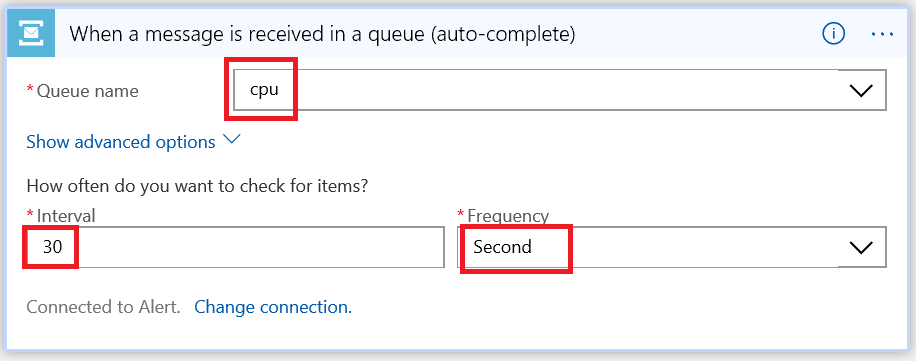 When a message is received in a queue (auto-complete)
* Queue name cpu
Show advanced options
How often do you want to check for items?
* Interval * Frequency
30 Second
Connected to Alert. Change connection.